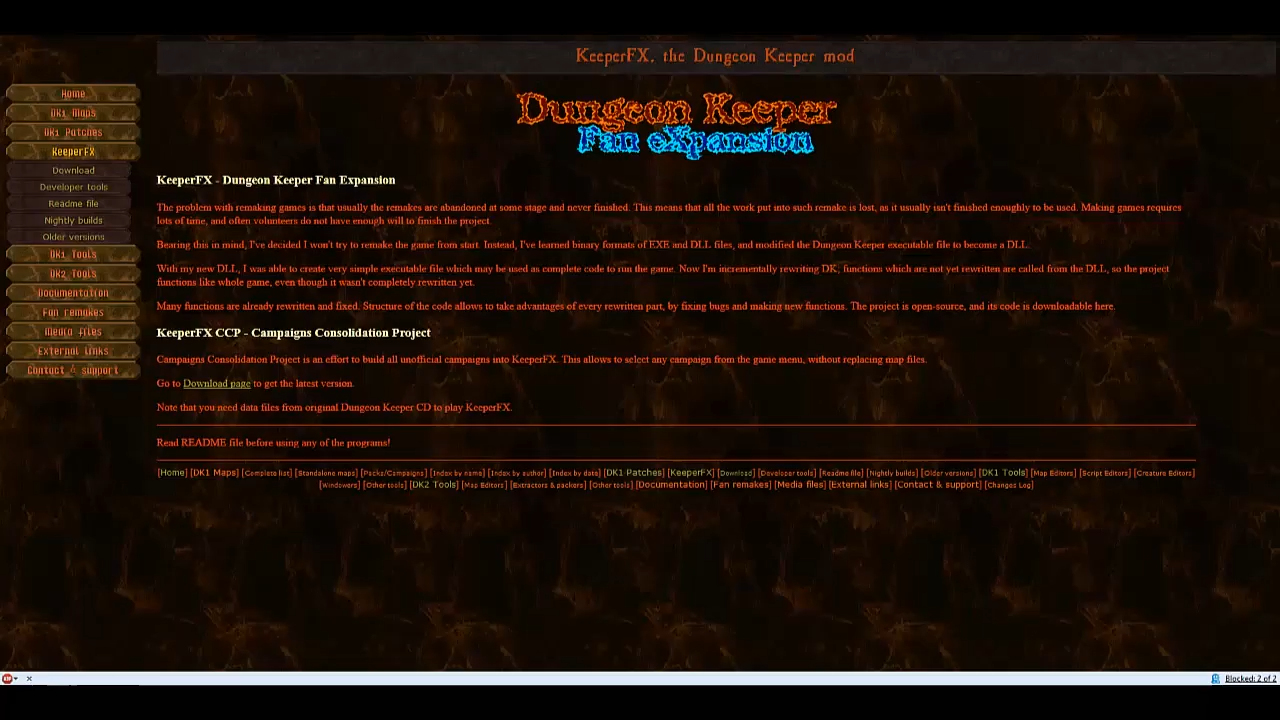 KeeperFX, the Dungeon Keeper mod
Home
DK1 Maps
DK1 Patches
KeeperFX
Download
Developer tools
Readme file
Nightly builds
Older versions
DK1 Tools
DK2 Tools
Documentation
Fan remakes
Media files
External links
Contact & support
Dungeon Keeper
Fan eXpansion
KeeperFX - Dungeon Keeper Fan Expansion
The problem with remaking games is that usually the remakes are abandoned at some stage and never finished. This means that all the work put into such remake is lost, as it usually isn't finished enoughly to be used. Making games requires
lots of time, and often volunteers do not have enough will to finish the project.
Bearing this in mind, I've decided I won't try to remake the game from start. Instead, I've learned binary formats of EXE and DLL files, and modified the Dungeon Keeper executable file to become a DLL.
With my new DLL, I was able to create very simple executable file which may be used as complete code to run the game. Now I'm incrementally rewriting DK; functions which are not yet rewritten are called from the DLL, so the project
functions like whole game, even though it wasn't completely rewritten yet.
Many functions are already rewritten and fixed. Structure of the code allows to take advantages of every rewritten part, by fixing bugs and making new functions. The project is open-source, and its code is downloadable here.
KeeperFX CCP - Campaigns Consolidation Project
Campaigns Consolidation Project is an effort to build all unofficial campaigns into KeeperFX. This allows to select any campaign from the game menu, without replacing map files.
Go to Download page to get the latest version.
Note that you need data files from original Dungeon Keeper CD to play KeeperFX.
Read README file before using any of the programs!
[Home] [DK1 Maps] [Complete list] [Standalone maps] [Packs/Campaigns] [Index by name] [Index by author] [Index by date] [DK1 Patches] [KeeperFX] [Download] [Developer tools] [Readme file] [Nightly builds] [Older versions] [DK1 Tools] [Map Editors] [Script Editors] [Creature Editors]
[Windowers] [Other tools] [DK2 Tools] [Map Editors] [Extractors & packers] [Other tools] [Documentation] [Fan remakes] [Media files] [External links] [Contact & support] [Changes Log]
ABP
Blocked: 2 of 2